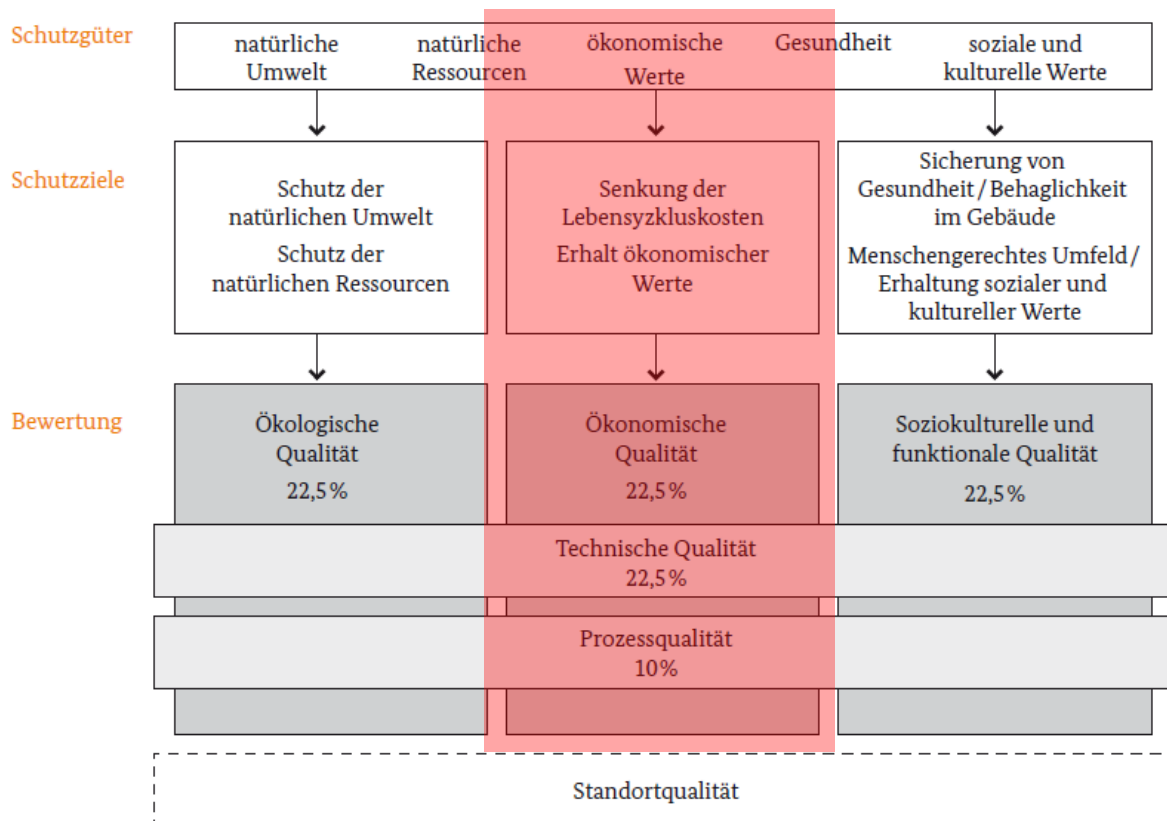 Schutzgüter
natürliche
Umwelt
natürliche
Ressourcen
ökonomische
Werte
Gesundheit
soziale und
kulturelle Werte
Schutzziele
Schutz der
natürlichen Umwelt
Schutz der
natürlichen Ressourcen
Senkung der
Lebensyzkluskosten
Erhalt ökonomischer
Werte
Sicherung von
Gesundheit/Behaglichkeit
im Gebäude
Menschengerechtes Umfeld/
Erhaltung sozialer und
kultureller Werte
Bewertung
Ökologische
Qualität
22,5%
Ökonomische
Qualität
22,5%
Soziokulturelle und
funktionale Qualität
22,5%
Technische Qualität
22,5%
Prozessqualität
10%
Standortqualität